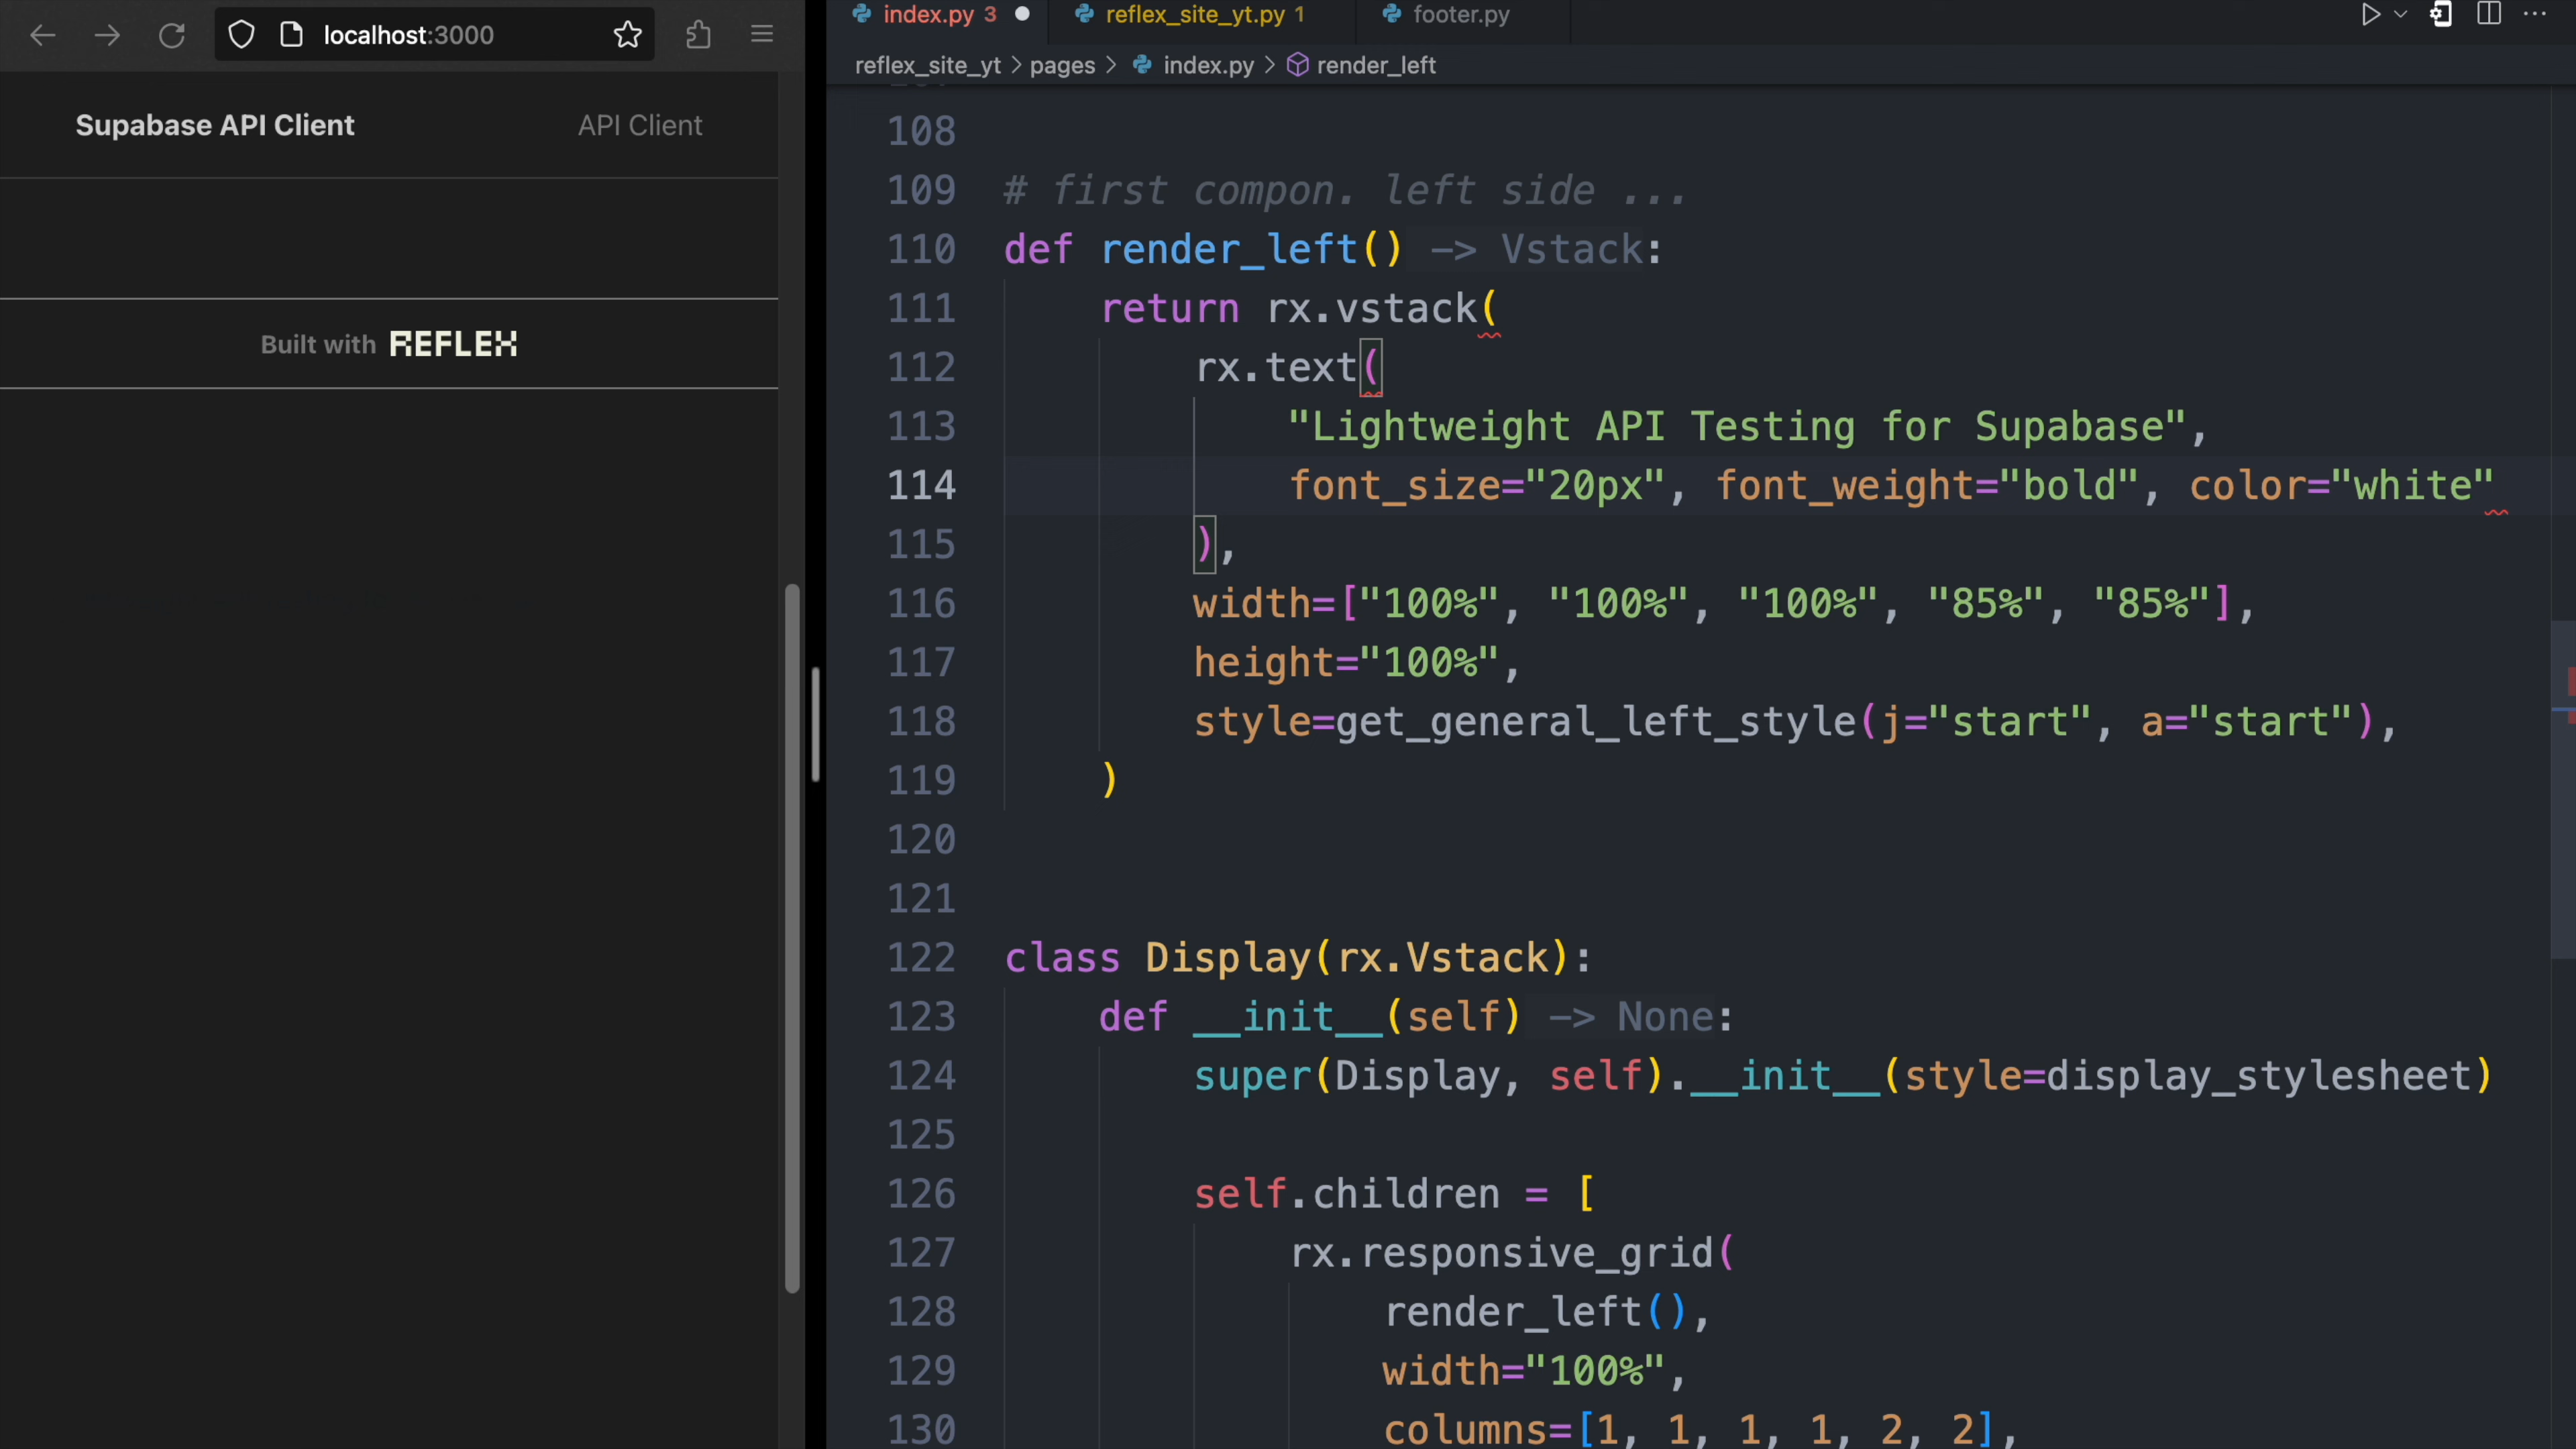 localhost:3000
Supabase API Client
API Client
Built with REFLEX
index.py 3
reflex_site_yt.py 1
footer.py
reflex_site_yt > pages > index.py > render_left
108
109 # first compon. left side ...
110 def render_left() -> Vstack:
111 return rx.vstack(
112 rx.text(
113 "Lightweight API Testing for Supabase",
114 font_size="20px", font_weight="bold", color="white"
115 ),
116 width=["100%", "100%", "100%", "85%", "85%"],
117 height="100%",
118 style=get_general_left_style(j="start", a="start"),
119 )
120
121
122 class Display(rx.Vstack):
123 def __init__(self) -> None:
124 super(Display, self).__init__(style=display_stylesheet)
125
126 self.children = [
127 rx.responsive_grid(
128 render_left(),
129 width="100%",
130 columns=[1, 1, 1, 1, 2, 2],